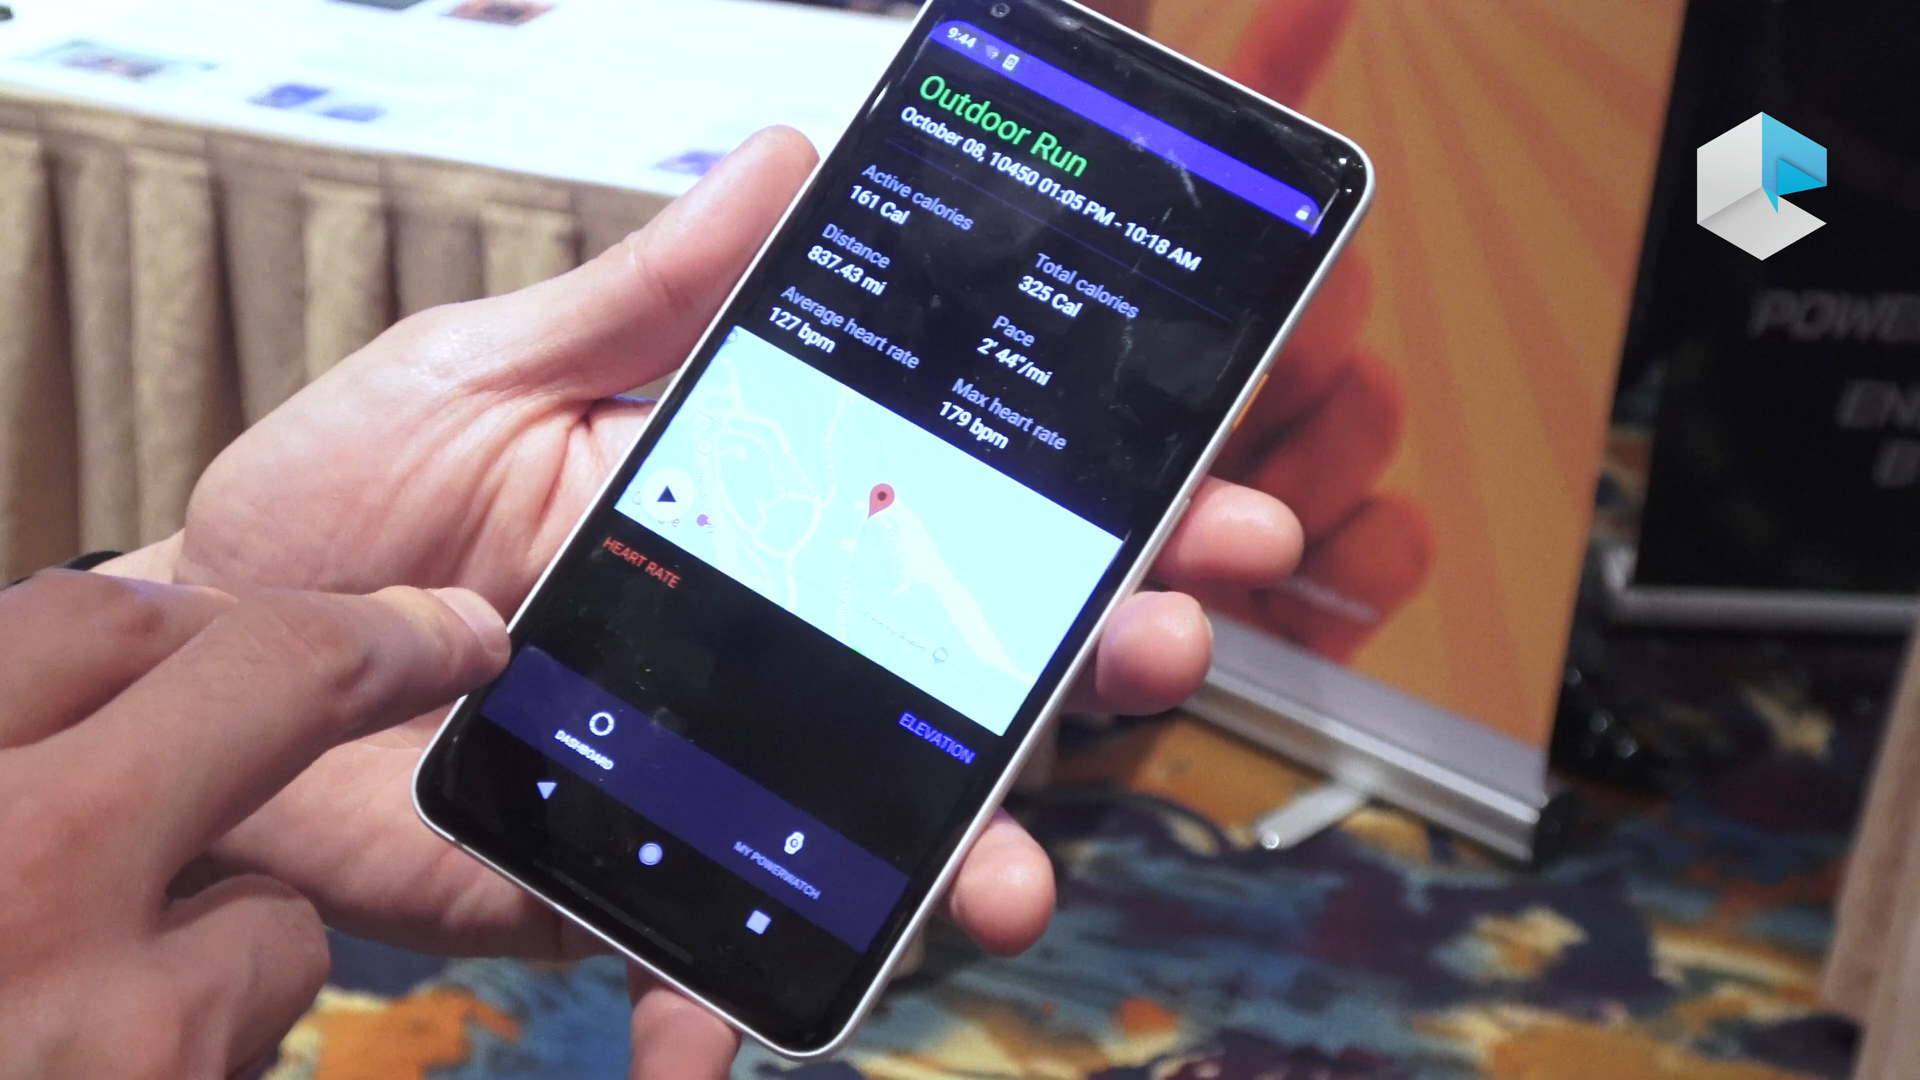 9:44
Outdoor Run
October 08, 10450 01:05 PM - 10:18 AM
Active calories
161 Cal
Total calories
325 Cal
Distance
837.43 mi
Pace
2'44"/mi
Average heart rate
127 bpm
Max heart rate
179 bpm
HEART RATE
ELEVATION
DASHBOARD
MY POWERWATCH